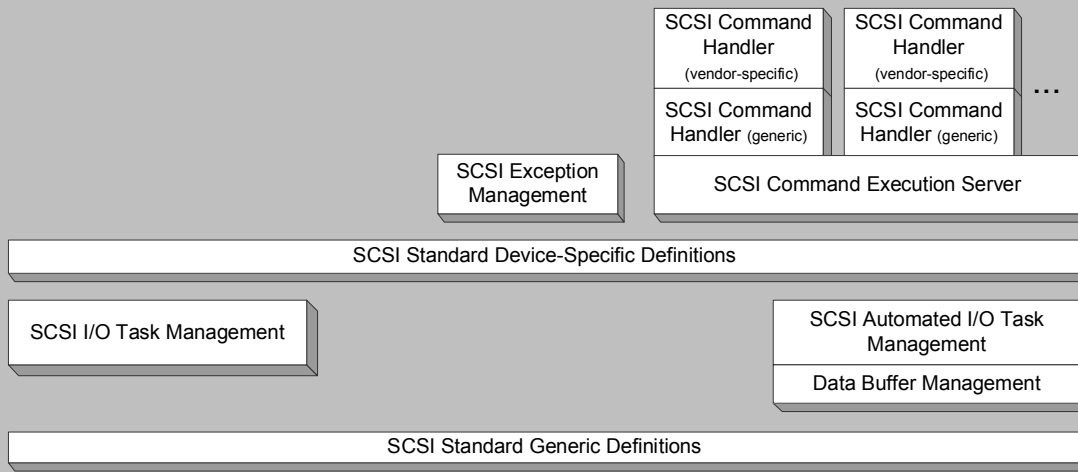 SCSI Command
Handler
(vendor-specific)
SCSI Command
Handler
(vendor-specific)
...
SCSI Command
Handler (generic)
SCSI Command
Handler (generic)
SCSI Exception
Management
SCSI Command Execution Server
SCSI Standard Device-Specific Definitions
SCSI I/O Task Management
SCSI Automated I/O Task
Management
Data Buffer Management
SCSI Standard Generic Definitions